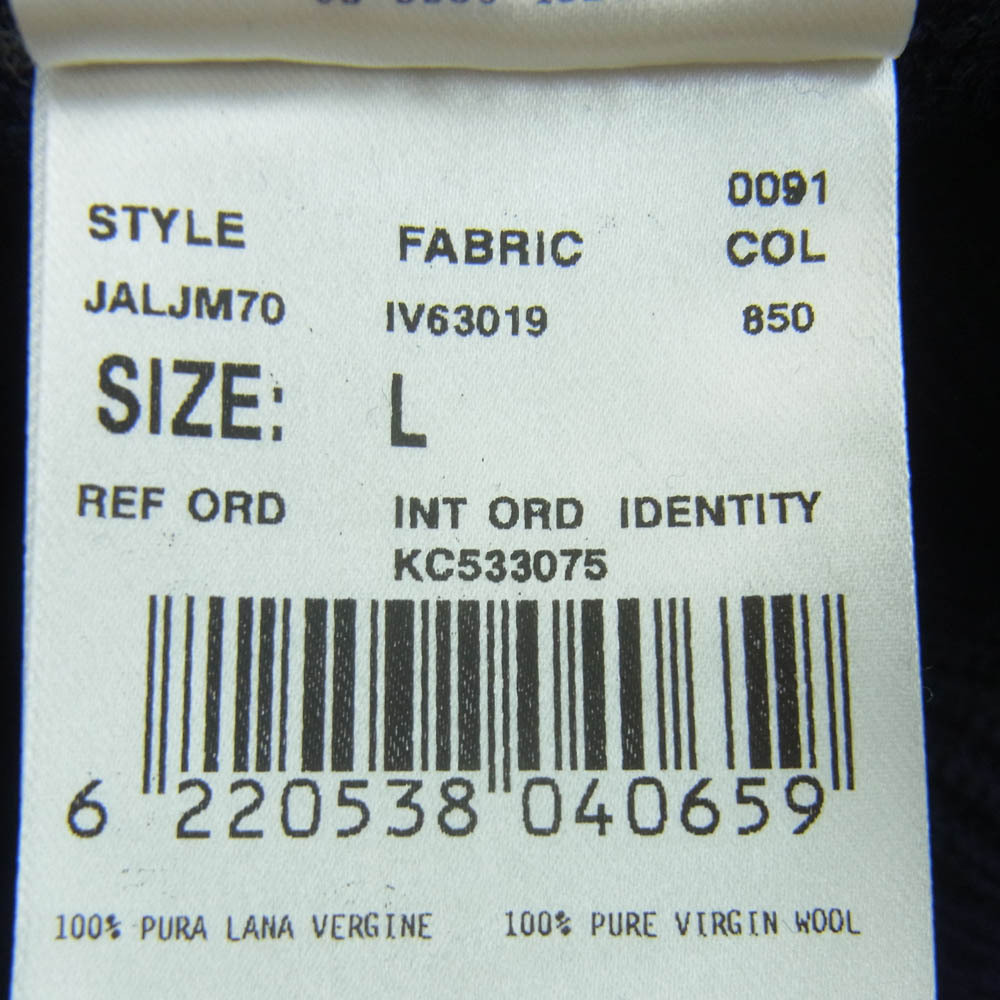 0091
STYLE FABRIC COL
JALJM70 IV63019 850
SIZE: L
REF ORD INT ORD IDENTITY
KC533075
6 220538 040659
100% PURA LANA VERGINE 100% PURE VIRGIN WOOL